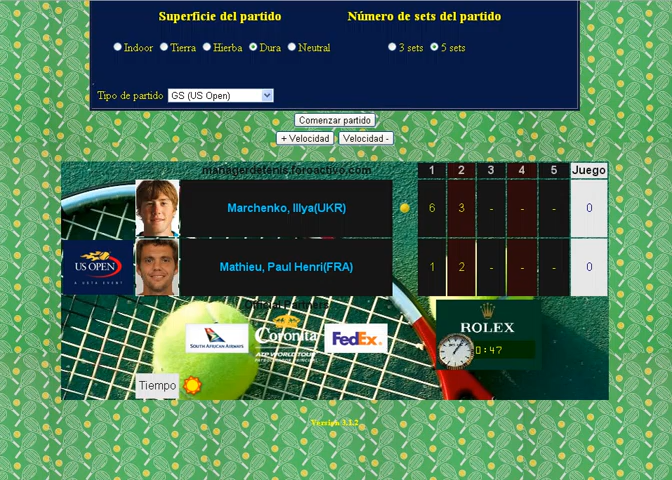 Superficie del partido
Número de sets del partido
Indoor Tierra Hierba Dura Neutral
3 sets 5 sets
Tipo de partido GS (US Open)
Comenzar partido
+ Velocidad Velocidad -
managerdetenis.foroactivo.com 1 2 3 4 5 Juego
Marchenko, Illya(UKR) 6 3 - - - 0
US OPEN
Mathieu, Paul Henri(FRA) 1 2 - - - 0
SOUTH AFRICAN AIRWAYS
Coronita
ATP WORLD TOUR
FedEx
ROLEX
0:47
Tiempo
Versión 3.1.2